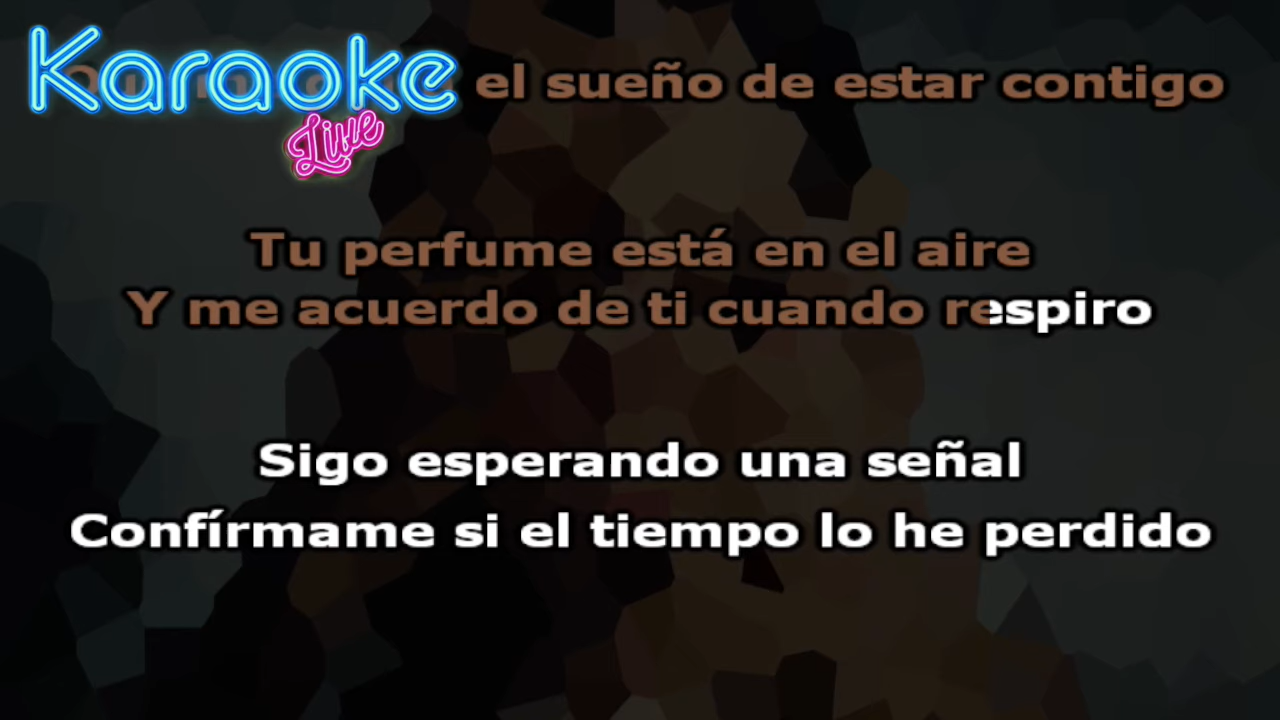 Karaoke
Live
el sueño de estar contigo
Tu perfume está en el aire
Y me acuerdo de ti cuando respiro
Sigo esperando una señal
Confírmame si el tiempo lo he perdido